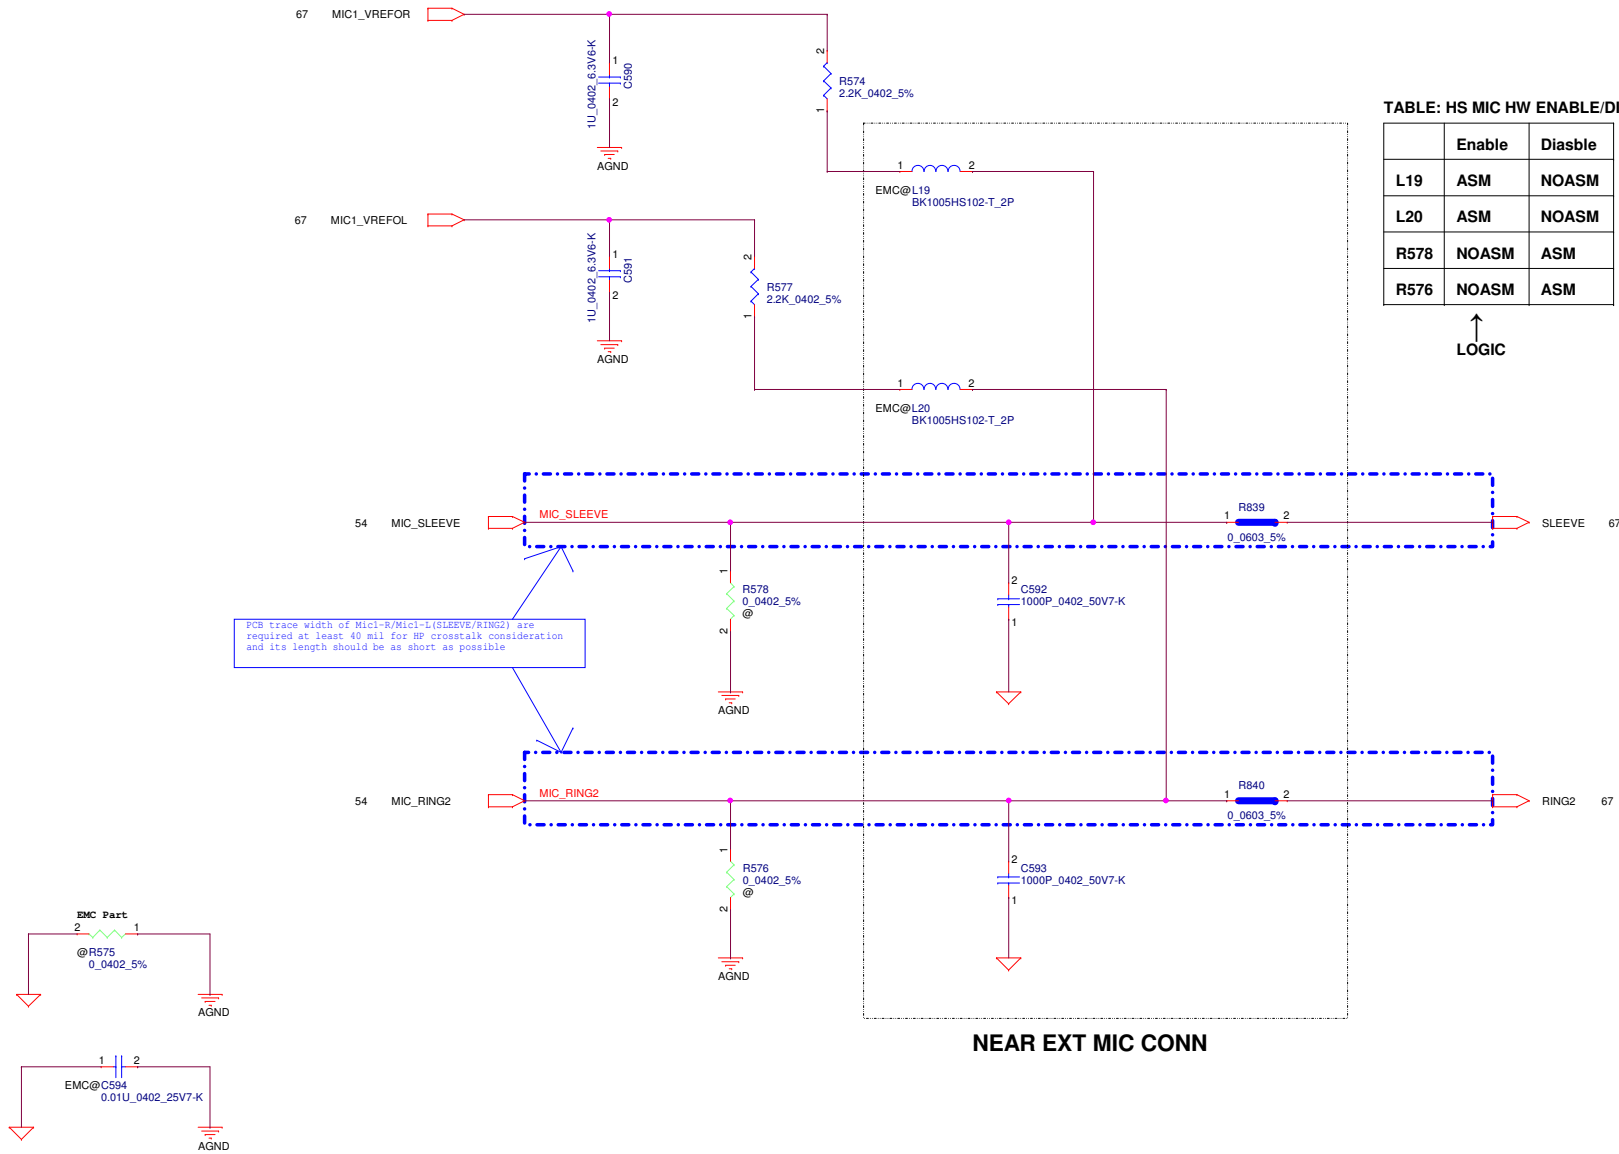 67 MIC1_VREFOR
1U_0402_6.3V6-K
1
C590
2
AGND
2
R574
2.2K_0402_5%
1
1 2
EMC@L19
BK1005HS102-T_2P
TABLE: HS MIC HW ENABLE/DI
Enable Diasble
L19 ASM NOASM
L20 ASM NOASM
R578 NOASM ASM
R576 NOASM ASM
LOGIC
67 MIC1_VREFOL
1U_0402_6.3V6-K
1
C591
2
AGND
2
R577
2.2K_0402_5%
1
1 2
EMC@L20
BK1005HS102-T_2P
54 MIC_SLEEVE
MIC_SLEEVE
R839
1 2
0_0603_5%
SLEEVE 67
1
R578
0_0402_5%
@
2
AGND
2
C592
1000P_0402_50V7-K
1
PCB trace width of Mic1-R/Mic1-L(SLEEVE/RING2) are
required at least 40 mil for HP crosstalk consideration
and its length should be as short as possible
54 MIC_RING2
MIC_RING2
R840
1 2
0_0603_5%
RING2 67
1
R576
0_0402_5%
@
2
AGND
2
C593
1000P_0402_50V7-K
1
NEAR EXT MIC CONN
EMC Part
2 1
@R575
0_0402_5%
AGND
1 2
EMC@C594
0.01U_0402_25V7-K
AGND